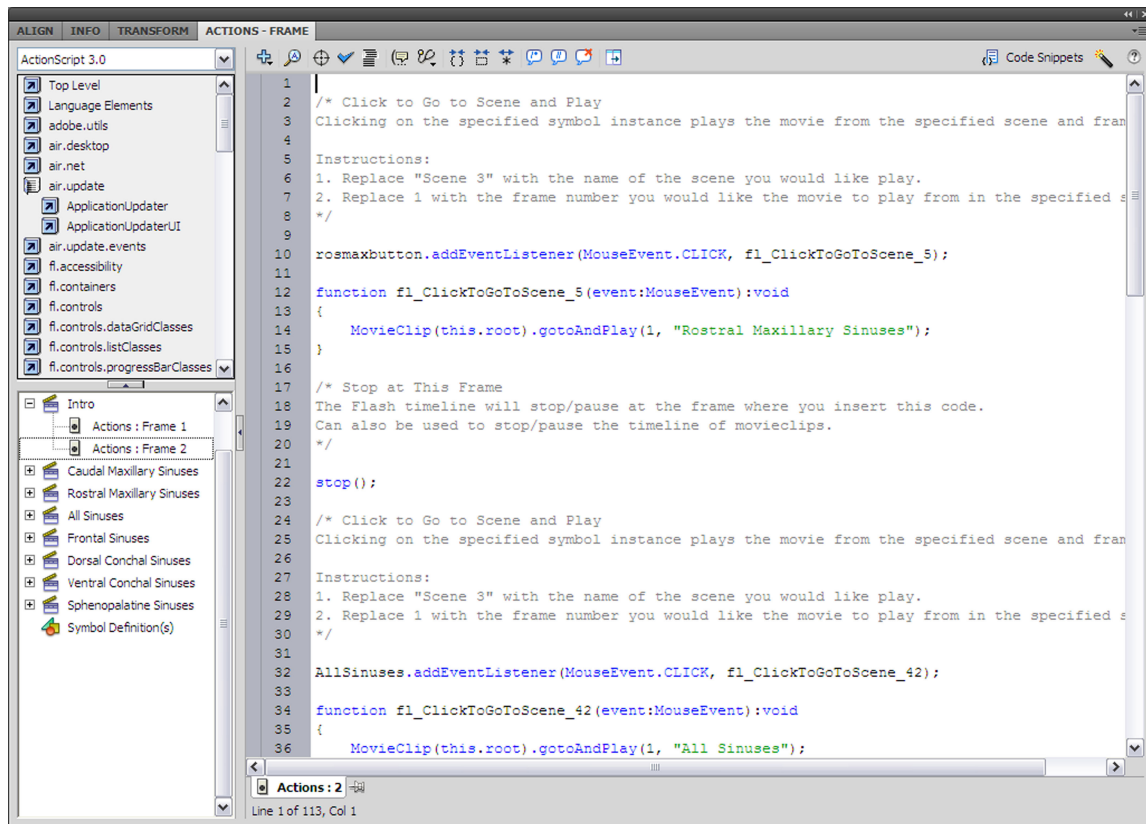 ALIGN INFO TRANSFORM ACTIONS - FRAME
ActionScript 3.0
Top Level
Language Elements
adobe.utils
air.desktop
air.net
air.update
ApplicationUpdater
ApplicationUpdaterUI
air.update.events
fl.accessibility
fl.containers
fl.controls
fl.controls.dataGridClasses
fl.controls.listClasses
fl.controls.progressBarClasses
Intro
Actions : Frame 1
Actions : Frame 2
Caudal Maxillary Sinuses
Rostral Maxillary Sinuses
All Sinuses
Frontal Sinuses
Dorsal Conchal Sinuses
Ventral Conchal Sinuses
Sphenopalatine Sinuses
Symbol Definition(s)
Code Snippets
1
2 /* Click to Go to Scene and Play
3 Clicking on the specified symbol instance plays the movie from the specified scene and fram
4
5 Instructions:
6 1. Replace "Scene 3" with the name of the scene you would like play.
7 2. Replace 1 with the frame number you would like the movie to play from in the specified s
8 */
9
10 rosmaxbutton.addEventListener(MouseEvent.CLICK, fl_ClickToGoToScene_5);
11
12 function fl_ClickToGoToScene_5(event:MouseEvent):void
13 {
14 MovieClip(this.root).gotoAndPlay(1, "Rostral Maxillary Sinuses");
15 }
16
17 /* Stop at This Frame
18 The Flash timeline will stop/pause at the frame where you insert this code.
19 Can also be used to stop/pause the timeline of movieclips.
20 */
21
22 stop();
23
24 /* Click to Go to Scene and Play
25 Clicking on the specified symbol instance plays the movie from the specified scene and fram
26
27 Instructions:
28 1. Replace "Scene 3" with the name of the scene you would like play.
29 2. Replace 1 with the frame number you would like the movie to play from in the specified s
30 */
31
32 AllSinuses.addEventListener(MouseEvent.CLICK, fl_ClickToGoToScene_42);
33
34 function fl_ClickToGoToScene_42(event:MouseEvent):void
35 {
36 MovieClip(this.root).gotoAndPlay(1, "All Sinuses");
Actions : 2
Line 1 of 113, Col 1